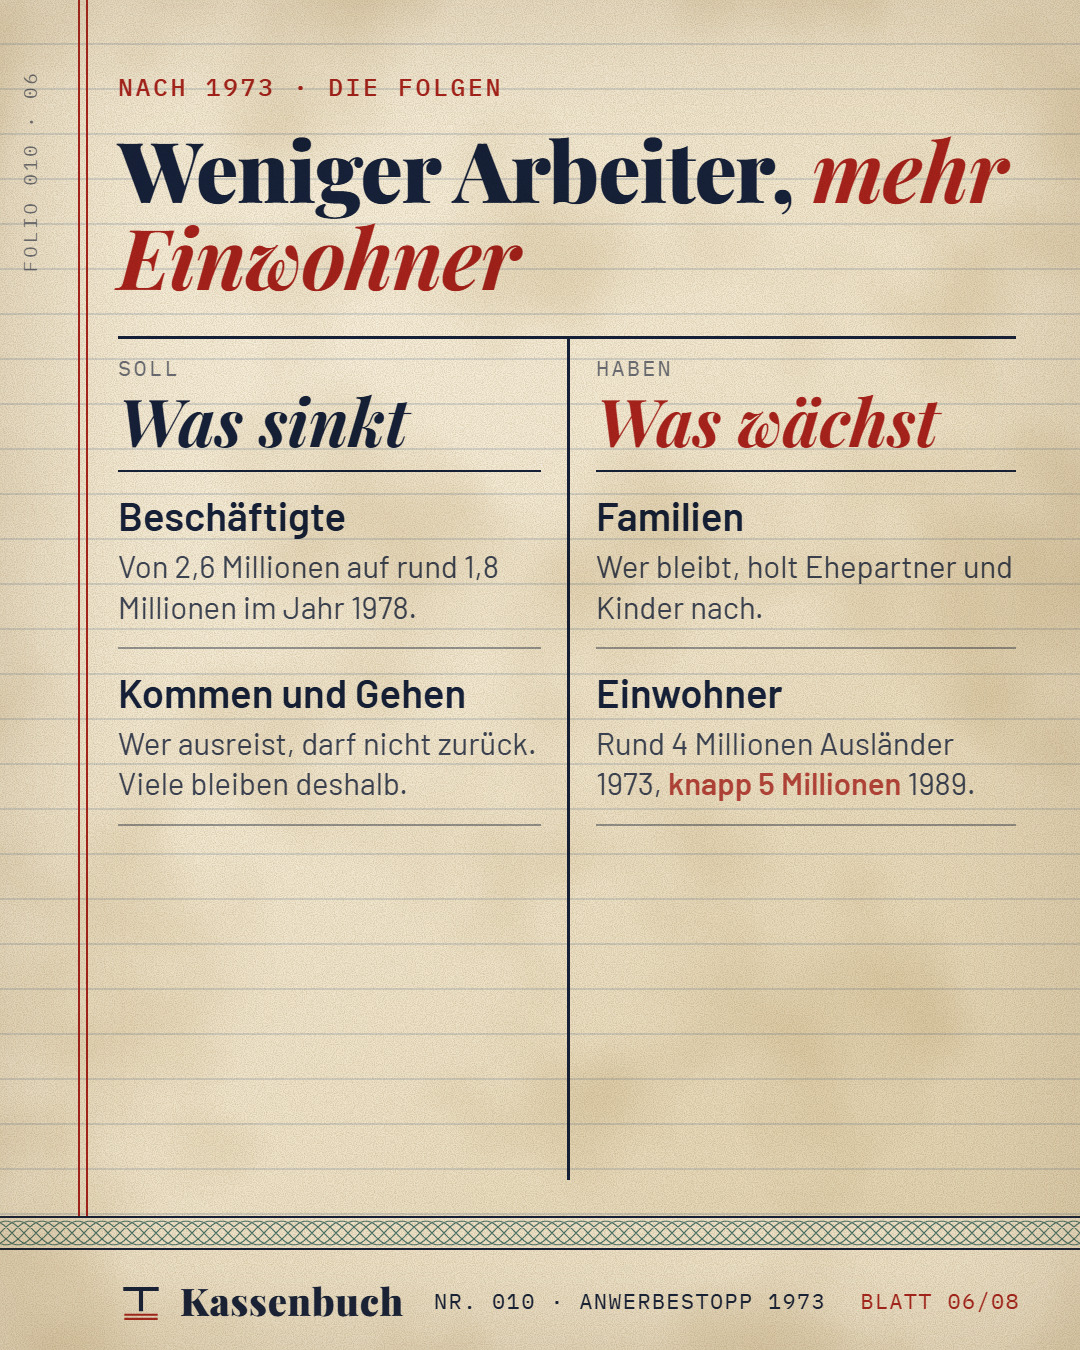 FOLIO 010 · 06
NACH 1973 · DIE FOLGEN
Weniger Arbeiter, mehr
Einwohner
SOLL
Was sinkt
Beschäftigte
Von 2,6 Millionen auf rund 1,8
Millionen im Jahr 1978.
Kommen und Gehen
Wer ausreist, darf nicht zurück.
Viele bleiben deshalb.
HABEN
Was wächst
Familien
Wer bleibt, holt Ehepartner und
Kinder nach.
Einwohner
Rund 4 Millionen Ausländer
1973, knapp 5 Millionen 1989.
Kassenbuch NR. 010 · ANWERBESTOPP 1973 BLATT 06/08